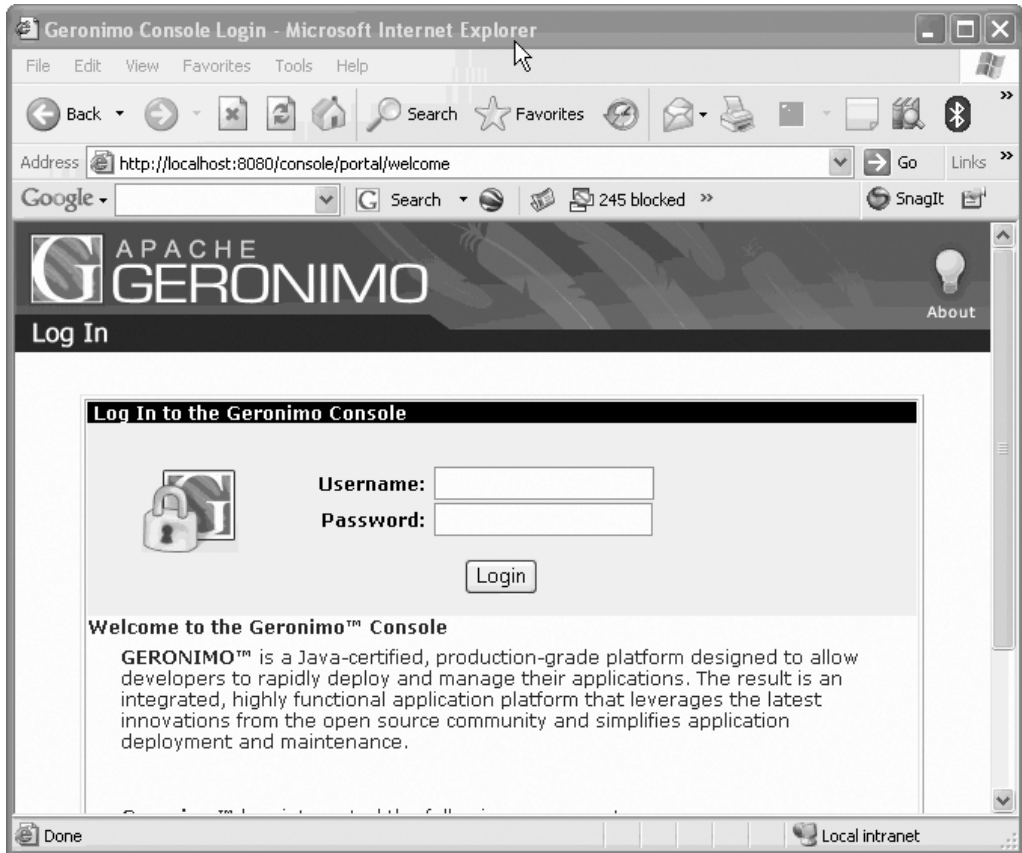 Geronimo Console Login - Microsoft Internet Explorer
File Edit View Favorites Tools Help
Back Search Favorites »
Address http://localhost:8080/console/portal/welcome Go Links »
Google G Search 245 blocked » SnagIt
APACHE
GERONIMO
About
Log In
Log In to the Geronimo Console
Username:
Password:
Login
Welcome to the Geronimo™ Console
GERONIMO™ is a Java-certified, production-grade platform designed to allow
developers to rapidly deploy and manage their applications. The result is an
integrated, highly functional application platform that leverages the latest
innovations from the open source community and simplifies application
deployment and maintenance.
Done Local intranet